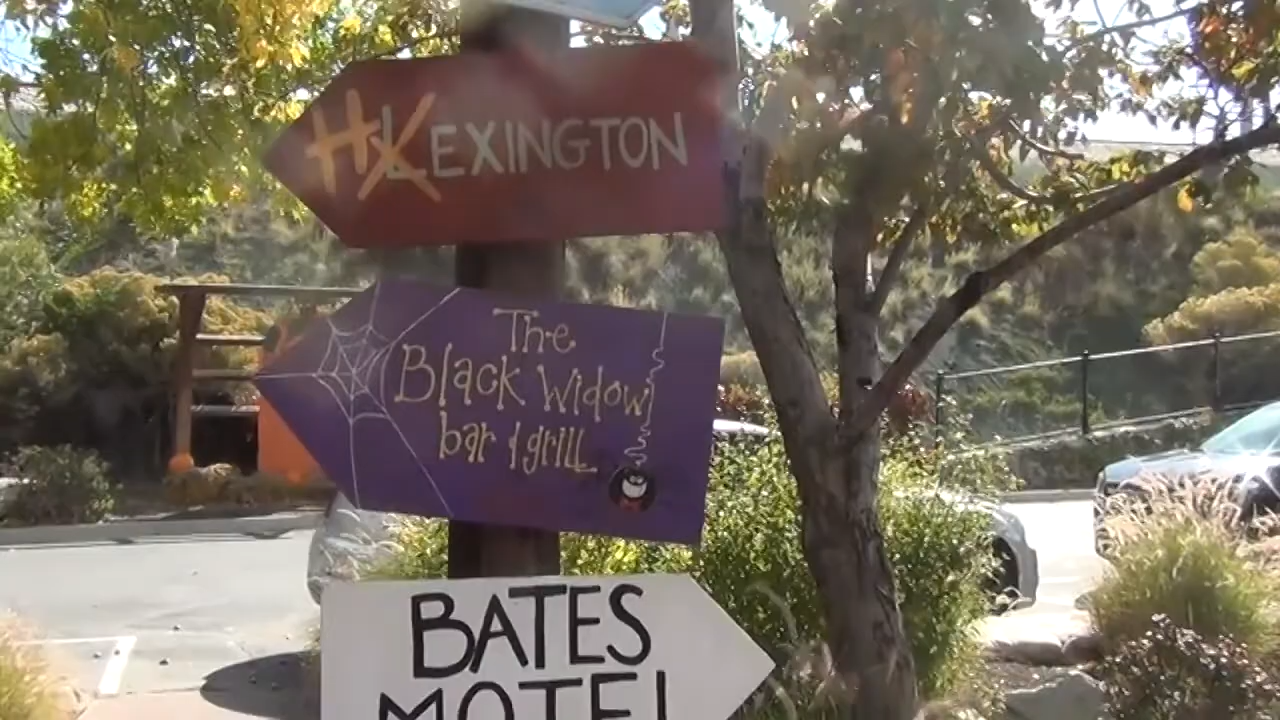 HLEXINGTON
The
Black Widow
bar & grill
BATES
MOTEL